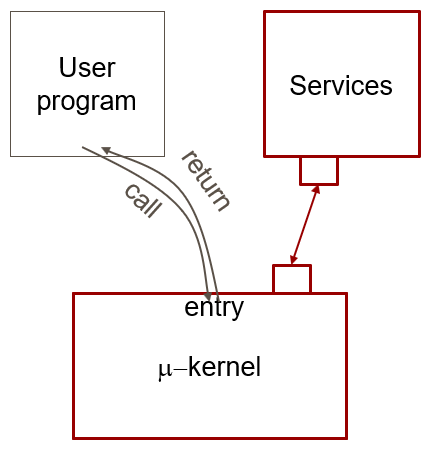 User
program
Services
return
call
entry
μ−kernel